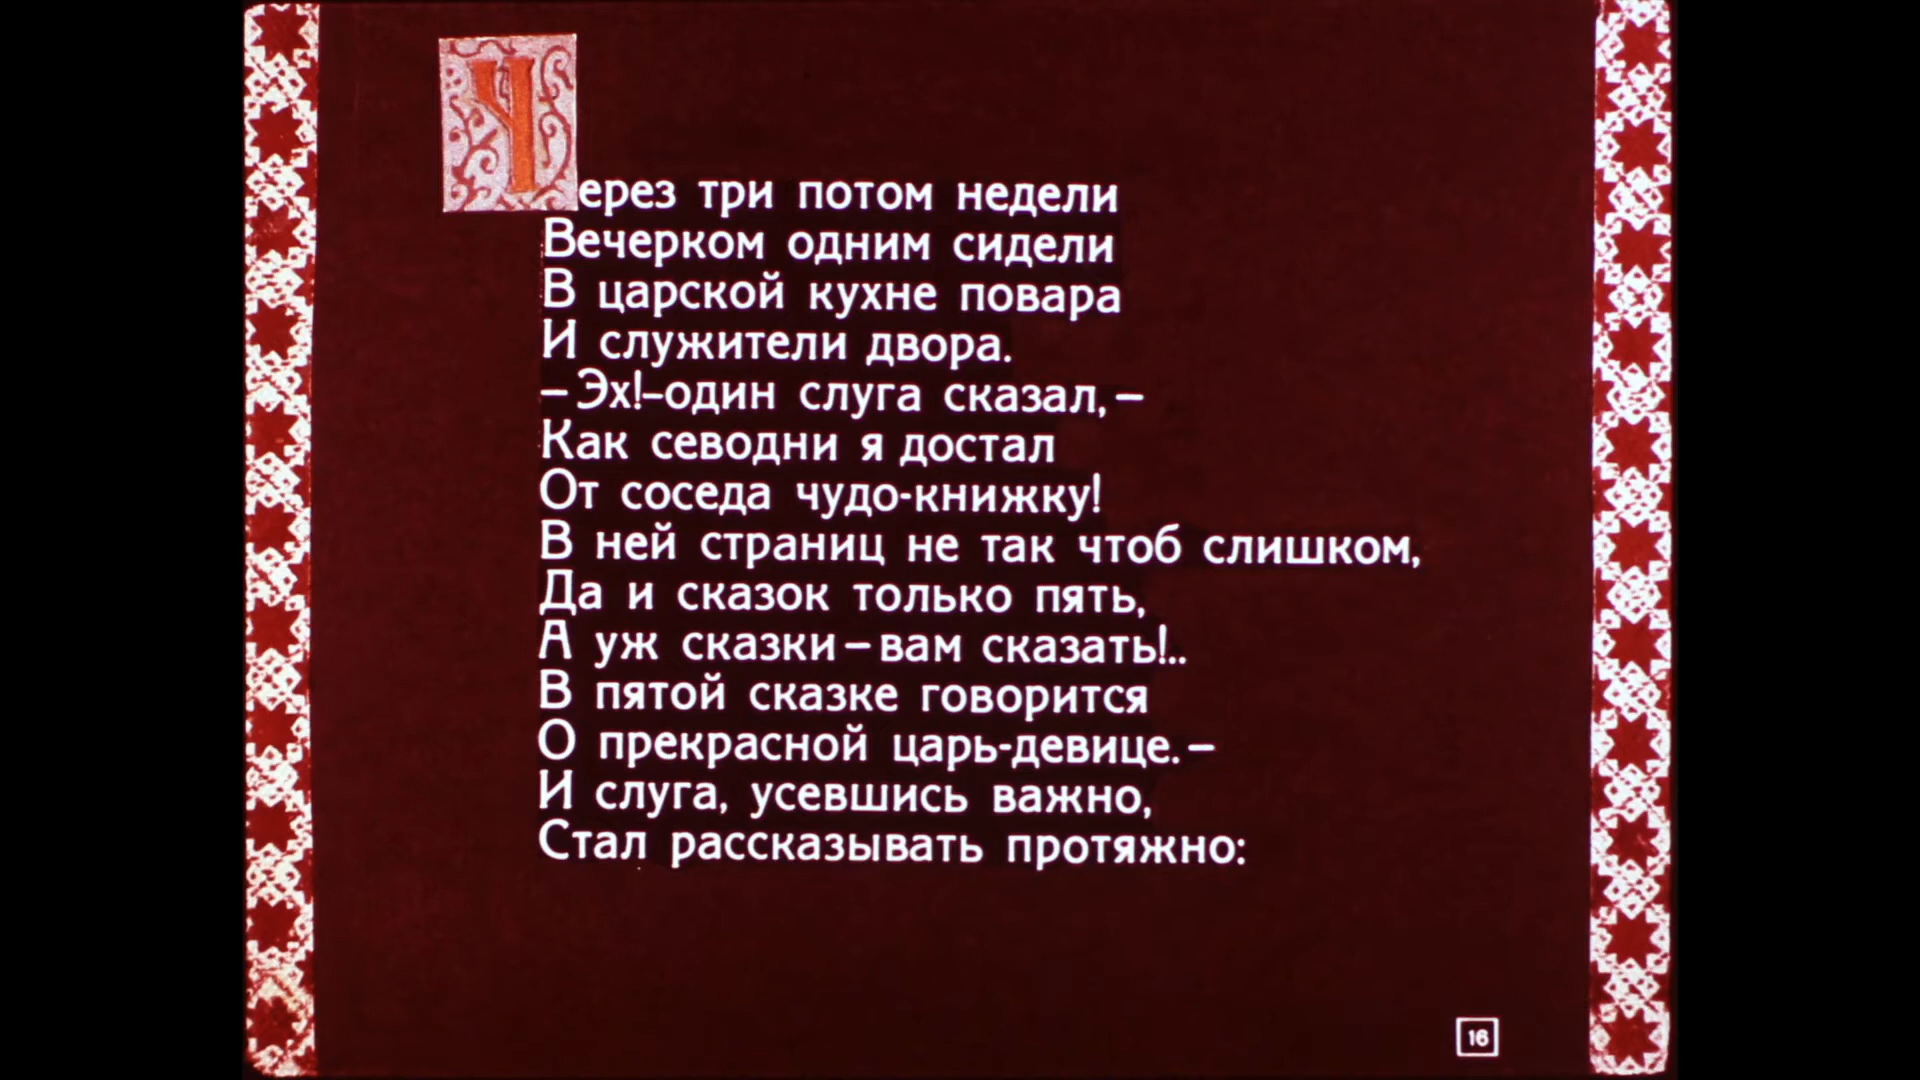 Через три потом недели
Вечерком одним сидели
В царской кухне повара
И служители двора.
– Эх!–один слуга сказал,–
Как севодни я достал
От соседа чудо-книжку!
В ней страниц не так чтоб слишком,
Да и сказок только пять,
А уж сказки–вам сказать!..
В пятой сказке говорится
О прекрасной царь-девице.–
И слуга, усевшись важно,
Стал рассказывать протяжно:
16